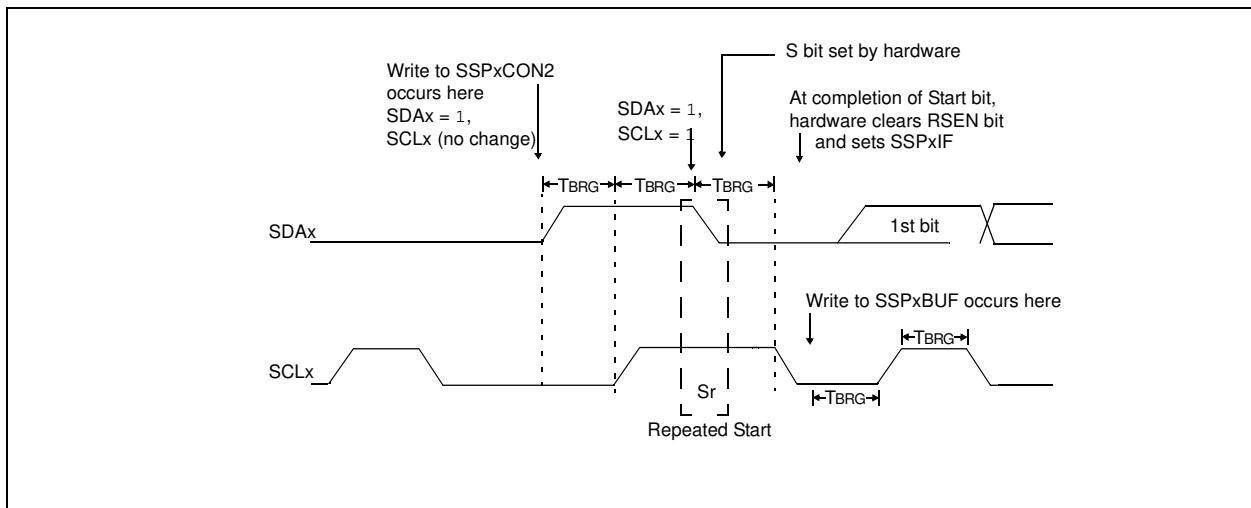 S bit set by hardware
Write to SSPxCON2
occurs here
SDAx = 1,
SCLx (no change)
SDAx = 1,
SCLx = 1
At completion of Start bit,
hardware clears RSEN bit
and sets SSPxIF
TBRG TBRG TBRG
SDAx
1st bit
Write to SSPxBUF occurs here
TBRG
SCLx
Sr
TBRG
Repeated Start